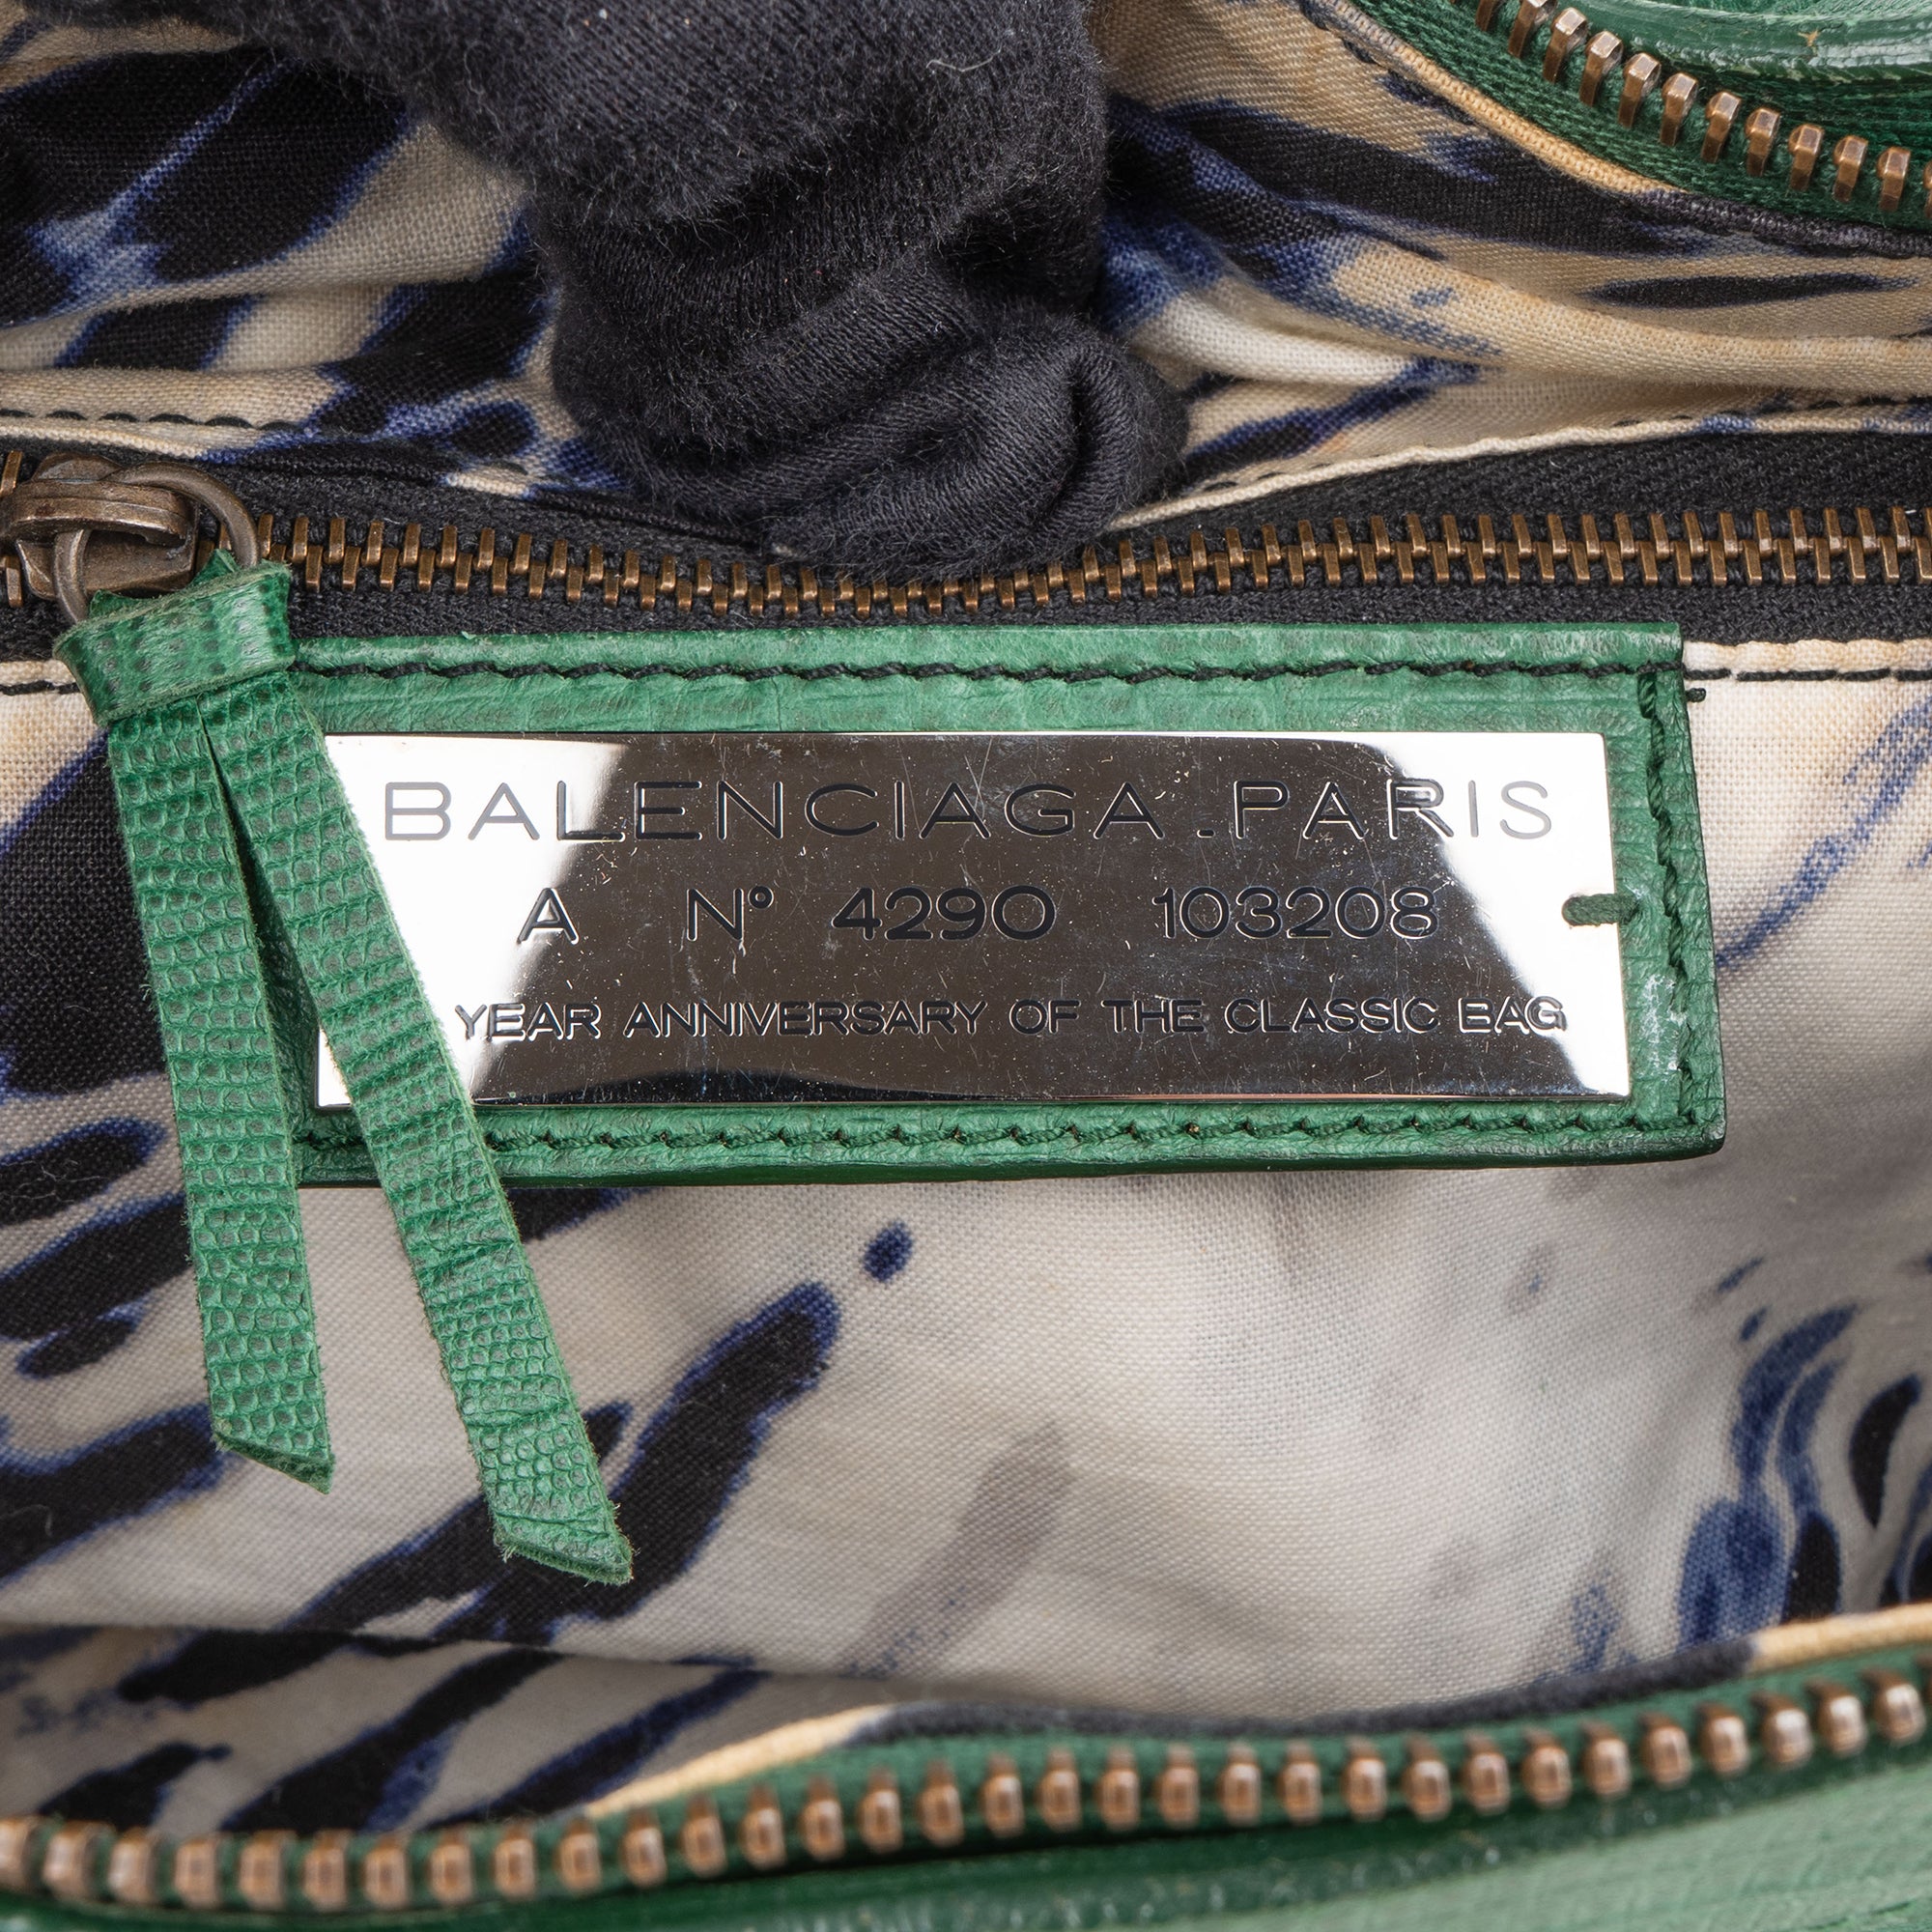 BALENCIAGA.PARIS
A N° 4290 103208
YEAR ANNIVERSARY OF THE CLASSIC BAG